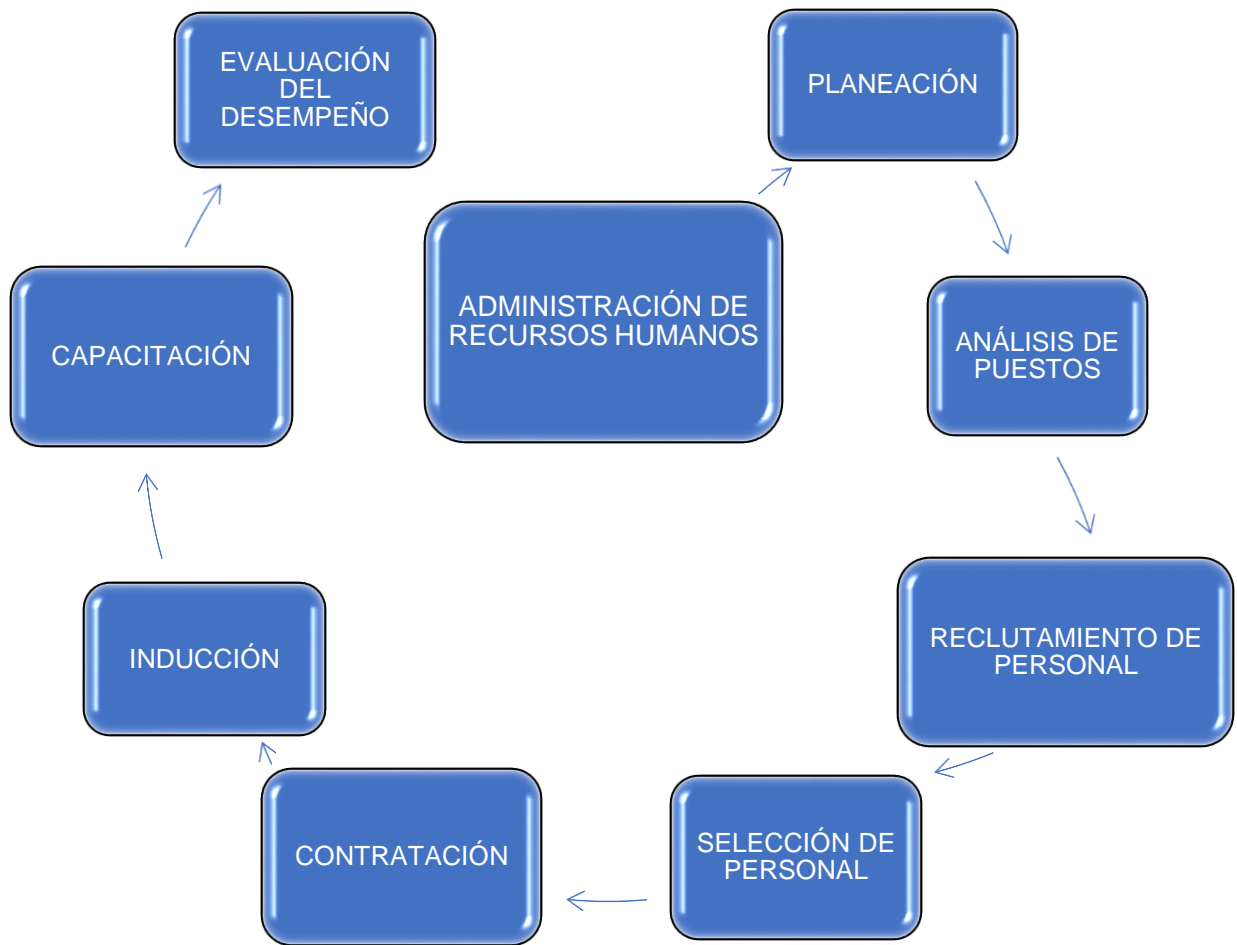 ADMINISTRACIÓN DE
RECURSOS HUMANOS
PLANEACIÓN
ANÁLISIS DE
PUESTOS
RECLUTAMIENTO DE
PERSONAL
SELECCIÓN DE
PERSONAL
CONTRATACIÓN
INDUCCIÓN
CAPACITACIÓN
EVALUACIÓN
DEL
DESEMPEÑO